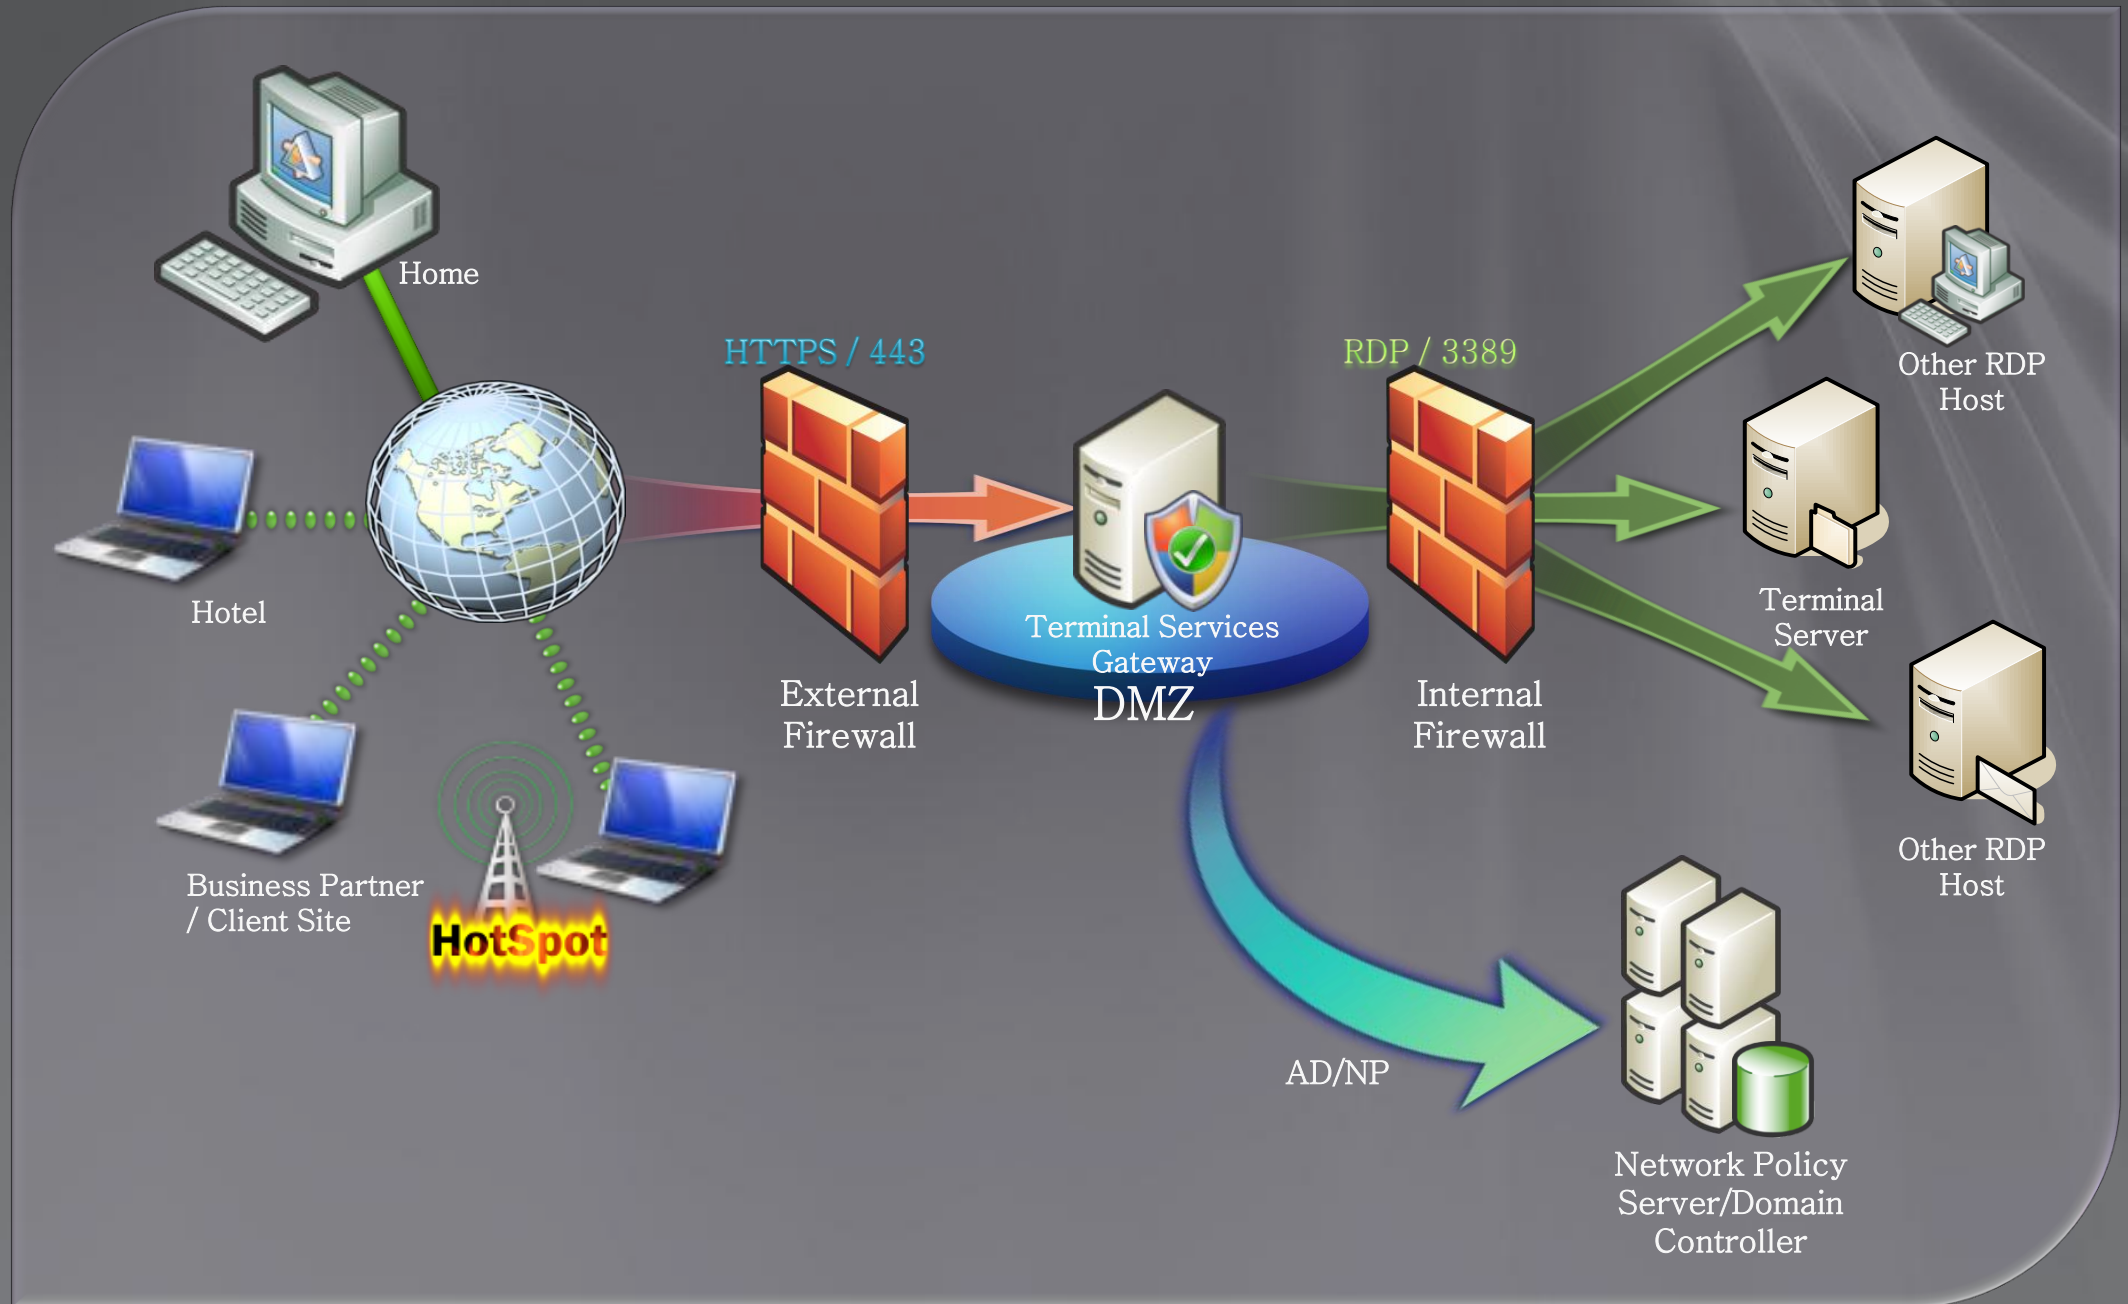 Home
HTTPS / 443
RDP / 3389
Other RDP
Host
Hotel
Terminal
Server
Terminal Services
Gateway
DMZ
External
Firewall
Internal
Firewall
Other RDP
Host
Business Partner
/ Client Site
HotSpot
AD/NP
Network Policy
Server/Domain
Controller